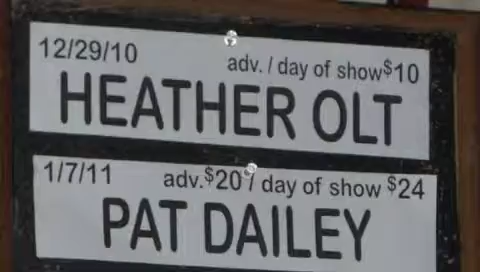 12/29/10 adv. / day of show $10
HEATHER OLT
1/7/11 adv. $20 / day of show $24
PAT DAILEY